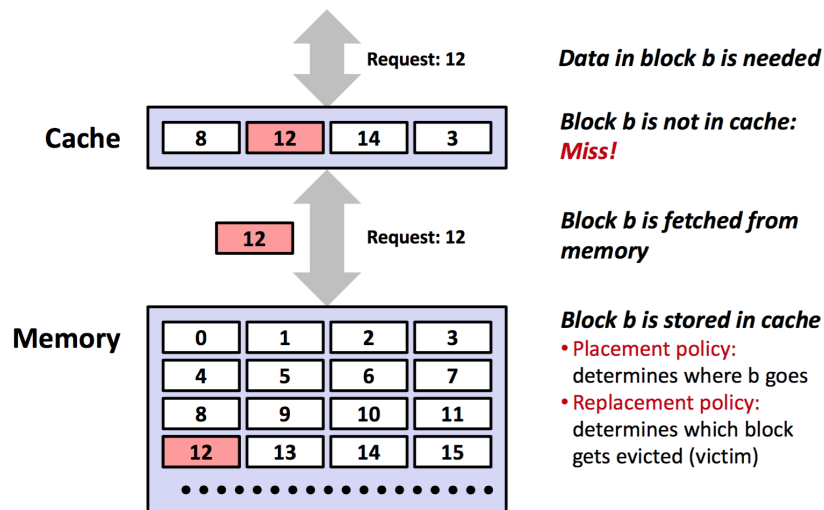 Request: 12
Data in block b is needed
Cache
8 12 14 3
Block b is not in cache:
Miss!
12
Request: 12
Block b is fetched from
memory
Memory
0 1 2 3
4 5 6 7
8 9 10 11
12 13 14 15
Block b is stored in cache
• Placement policy:
determines where b goes
• Replacement policy:
determines which block
gets evicted (victim)